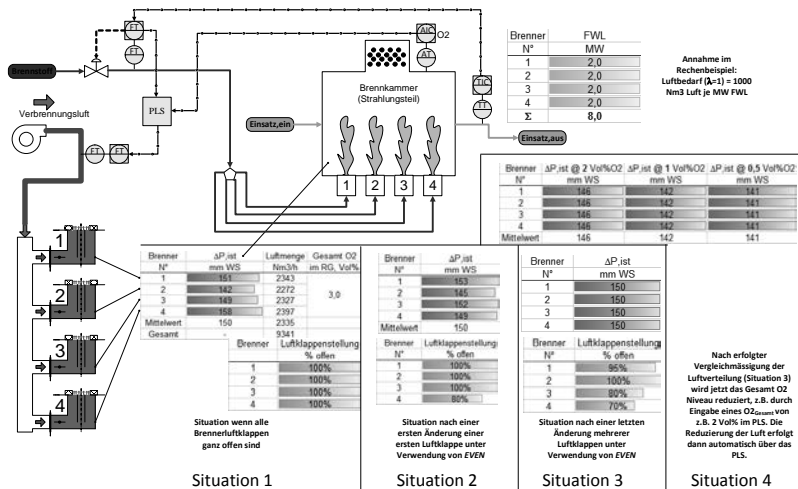 FT
FT
AIC
O2
AT
TIC
TT
Brennstoff
Verbrennungsluft
PLS
FT
FT
Brennkammer
(Strahlungsteil)
Einsatz,ein
Einsatz,aus
1 2 3 4
Brenner FWL
N° MW
1 2,0
2 2,0
3 2,0
4 2,0
Σ 8,0
Annahme im
Rechenbeispiel:
Luftbedarf (λ=1) = 1000
Nm3 Luft je MW FWL
Brenner ΔP,ist @ 2 Vol%O2 ΔP,ist @ 1 Vol%O2 ΔP,ist @ 0,5 Vol%O2
N° mm WS mm WS mm WS
1 146 142 141
2 146 142 141
3 146 142 141
4 146 142 141
Mittelwert 146 142 141
1
2
3
4
Brenner ΔP,ist Luftmenge Gesamt O2
N° mm WS Nm3/h im RG, Vol%
1 151 2343
2 142 2272
3 149 2327
4 158 2397
3,0
Mittelwert 150 2335
Gesamt - 9341
Brenner Luftklappenstellung
N° % offen
1 100%
2 100%
3 100%
4 100%
Situation wenn alle
Brennerluftklappen
ganz offen sind
Situation 1
Brenner ΔP,ist
N° mm WS
1 153
2 145
3 152
4 149
Mittelwert 150
Brenner Luftklappenstellung
N° % offen
1 100%
2 100%
3 100%
4 80%
Situation nach einer
ersten Änderung einer
ersten Luftklappe unter
Verwendung von EVEN
Situation 2
Brenner ΔP,ist
N° mm WS
1 150
2 150
3 150
4 150
Brenner Luftklappenstellung
N° % offen
1 95%
2 100%
3 80%
4 70%
Situation nach einer letzten
Änderung mehrerer
Luftklappen unter
Verwendung von EVEN
Situation 3
Nach erfolgter
Vergleichmässigung der
Luftverteilung (Situation 3)
wird jetzt das Gesamt O2
Niveau reduziert, z.B. durch
Eingabe eines O2Gesamt von
z.B. 2 Vol% im PLS. Die
Reduzierung der Luft erfolgt
dann automatisch über das
PLS.
Situation 4